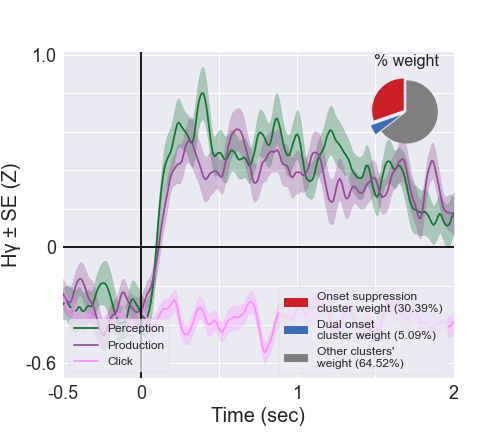 % weight
1.0
0
-0.6
Hγ ± SE (Z)
-0.5
0
1
2
Time (sec)
Perception
Production
Click
Onset suppression
cluster weight (30.39%)
Dual onset
cluster weight (5.09%)
Other clusters'
weight (64.52%)